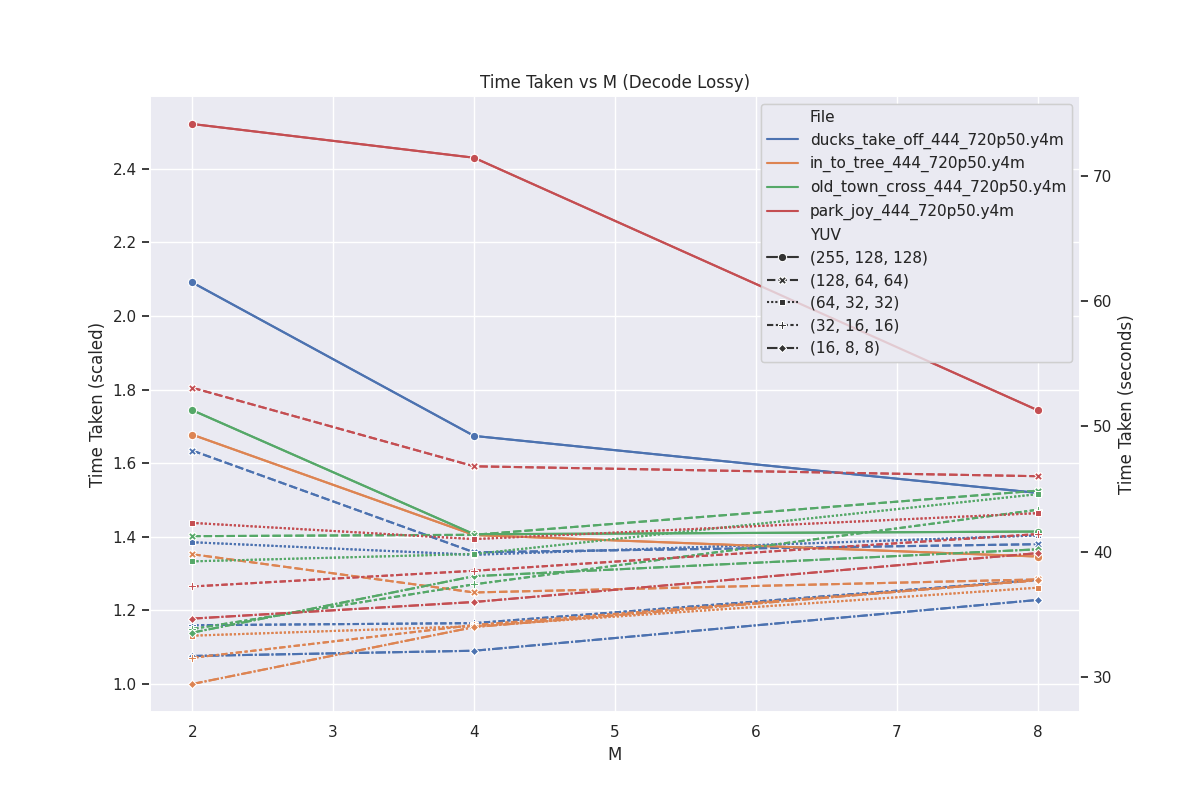 Time Taken vs M (Decode Lossy)
File
ducks_take_off_444_720p50.y4m
in_to_tree_444_720p50.y4m
old_town_cross_444_720p50.y4m
park_joy_444_720p50.y4m
YUV
(255, 128, 128)
(128, 64, 64)
(64, 32, 32)
(32, 16, 16)
(16, 8, 8)
Time Taken (scaled)
2.4
2.2
2.0
1.8
1.6
1.4
1.2
1.0
70
60
50
40
30
Time Taken (seconds)
2 3 4 5 6 7 8
M